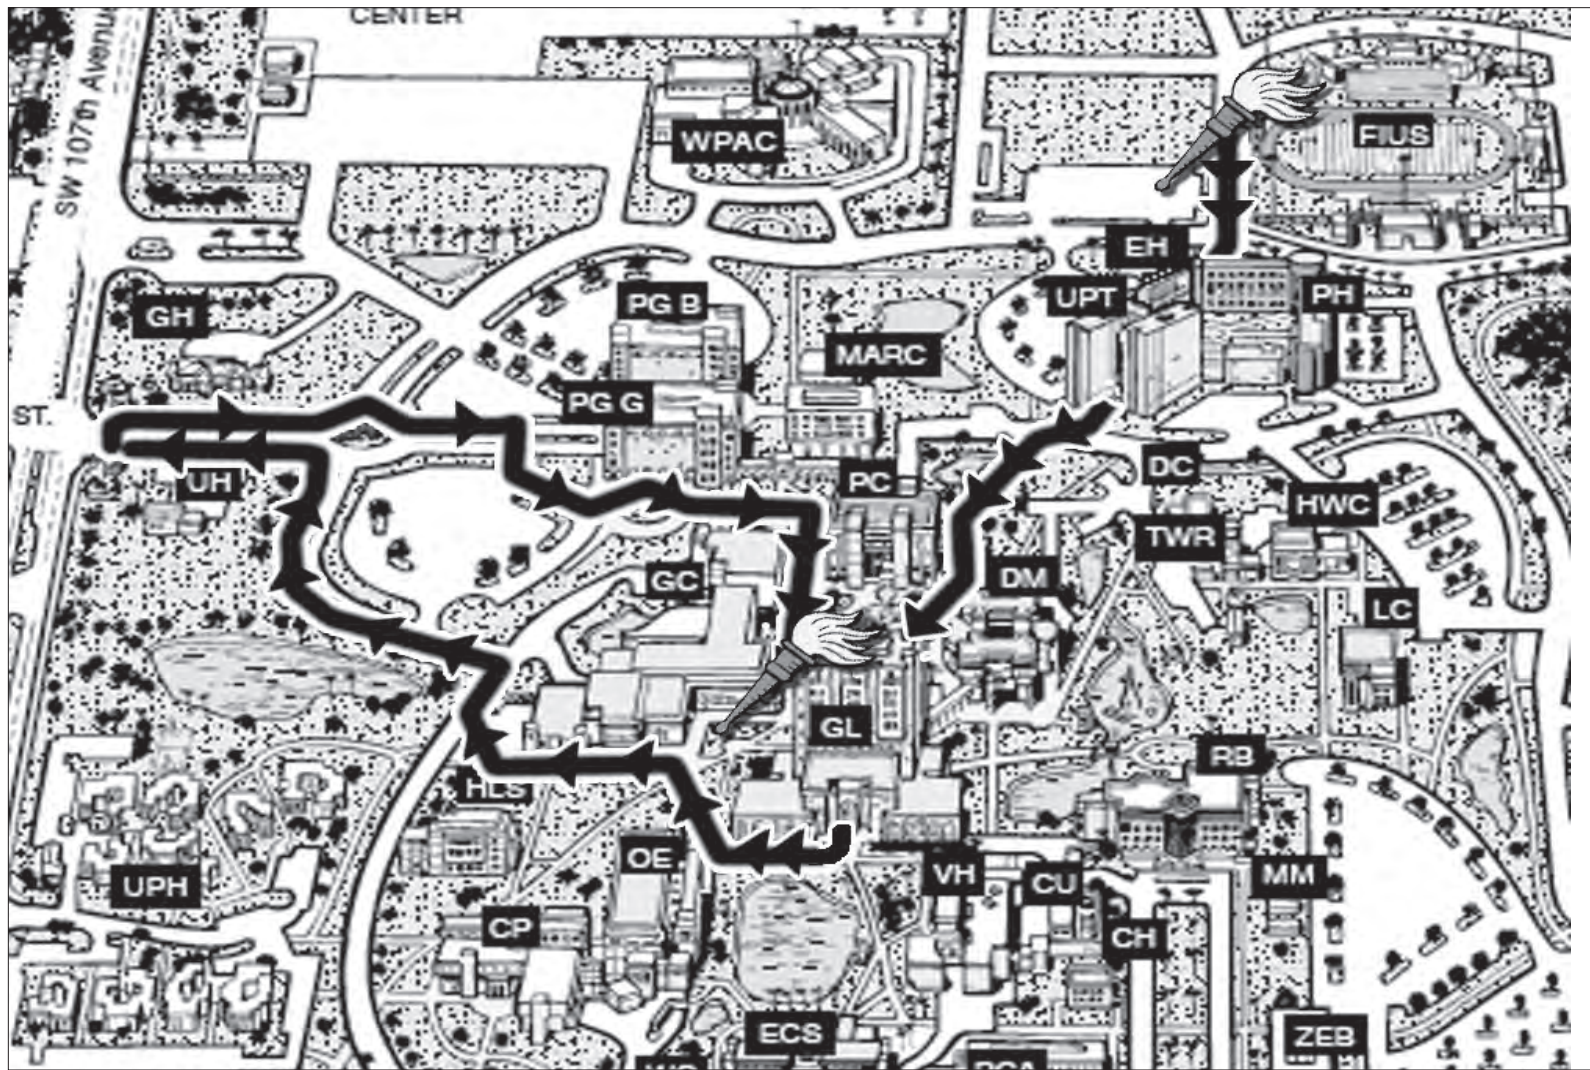 CENTER
SW 107th Avenue
WPAC
FIUS
EH
PG B
UPT
PH
GH
MARC
PG G
ST.
UH
PC
DC
HWC
TWR
GC
DM
LC
GL
RB
HLS
OE
VH
CU
MM
UPH
CP
CH
ECS
ZEB